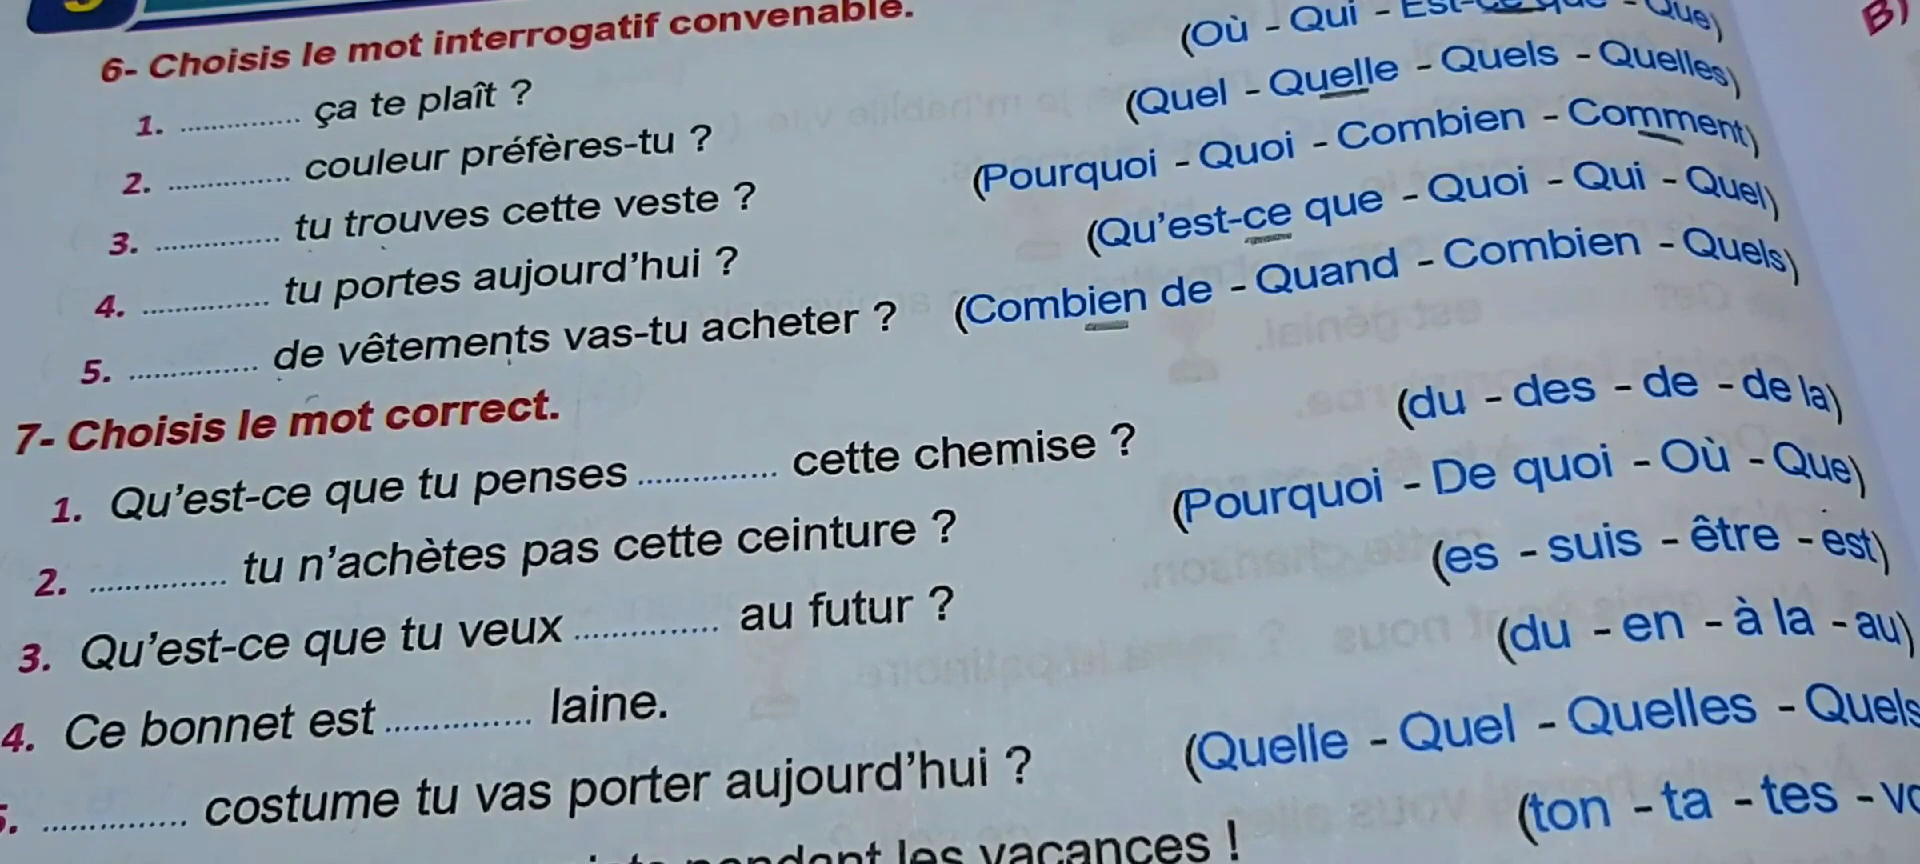 6- Choisis le mot interrogatif convenable.
1. ............ ça te plaît ? (Où - Qui - Est-ce que - Que)
2. ............ couleur préfères-tu ? (Quel - Quelle - Quels - Quelles)
3. ............ tu trouves cette veste ? (Pourquoi - Quoi - Combien - Comment)
4. ............ tu portes aujourd'hui ? (Qu'est-ce que - Quoi - Qui - Quel)
5. ............ de vêtements vas-tu acheter ? (Combien de - Quand - Combien - Quels)
7- Choisis le mot correct.
1. Qu'est-ce que tu penses ............ cette chemise ? (du - des - de - de la)
2. ............ tu n'achètes pas cette ceinture ? (Pourquoi - De quoi - Où - Que)
3. Qu'est-ce que tu veux ............ au futur ? (es - suis - être - est)
4. Ce bonnet est ............ laine. (du - en - à la - au)
5. ............ costume tu vas porter aujourd'hui ? (Quelle - Quel - Quelles - Quels
pendant les vacances ! (ton - ta - tes -
B)